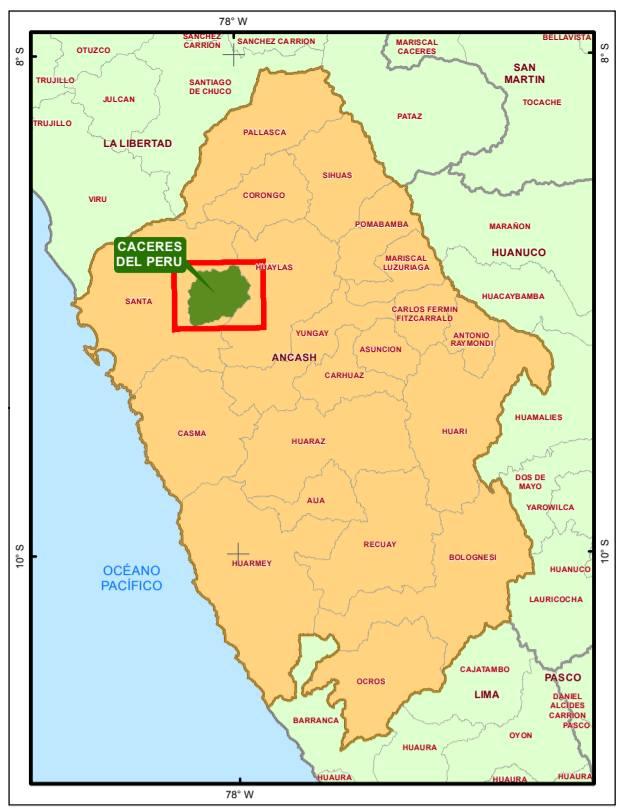 78° W
SANCHEZ
CARRION
SANCHEZ CARRION
MARISCAL
CACERES
BELLAVISTA
OTUZCO
8° S
8° S
SAN
MARTIN
TRUJILLO
SANTIAGO
DE CHUCO
JULCAN
TOCACHE
PATAZ
TRUJILLO
PALLASCA
LA LIBERTAD
SIHUAS
CORONGO
VIRU
POMABAMBA
MARAÑON
CACERES
DEL PERU
HUANUCO
MARISCAL
LUZURIAGA
HUAYLAS
SANTA
HUACAYBAMBA
CARLOS FERMIN
FITZCARRALD
YUNGAY
ANTONIO
RAYMONDI
ASUNCION
ANCASH
CARHUAZ
HUAMALIES
CASMA
HUARI
HUARAZ
DOS DE
MAYO
AIJA
YAROWILCA
RECUAY
10° S
10° S
HUARMEY
BOLOGNESI
OCÉANO
PACÍFICO
HUANUCO
LAURICOCHA
CAJATAMBO
PASCO
OCROS
LIMA
DANIEL
ALCIDES
CARRION
PASCO
BARRANCA
OYON
HUAURA
HUAURA
HUAURA
HUAURA
78° W